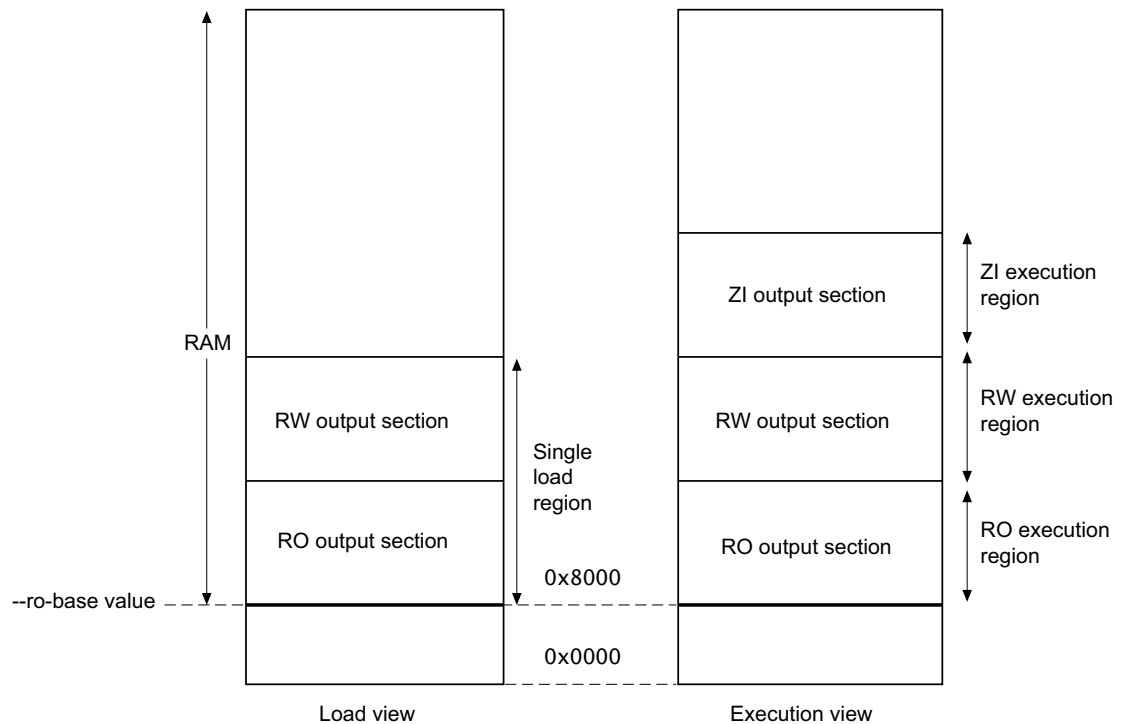 ZI output section
ZI execution
region
RAM
RW output section
Single
load
region
RW output section
RW execution
region
RO output section
RO output section
RO execution
region
0x8000
--ro-base value
0x0000
Load view
Execution view